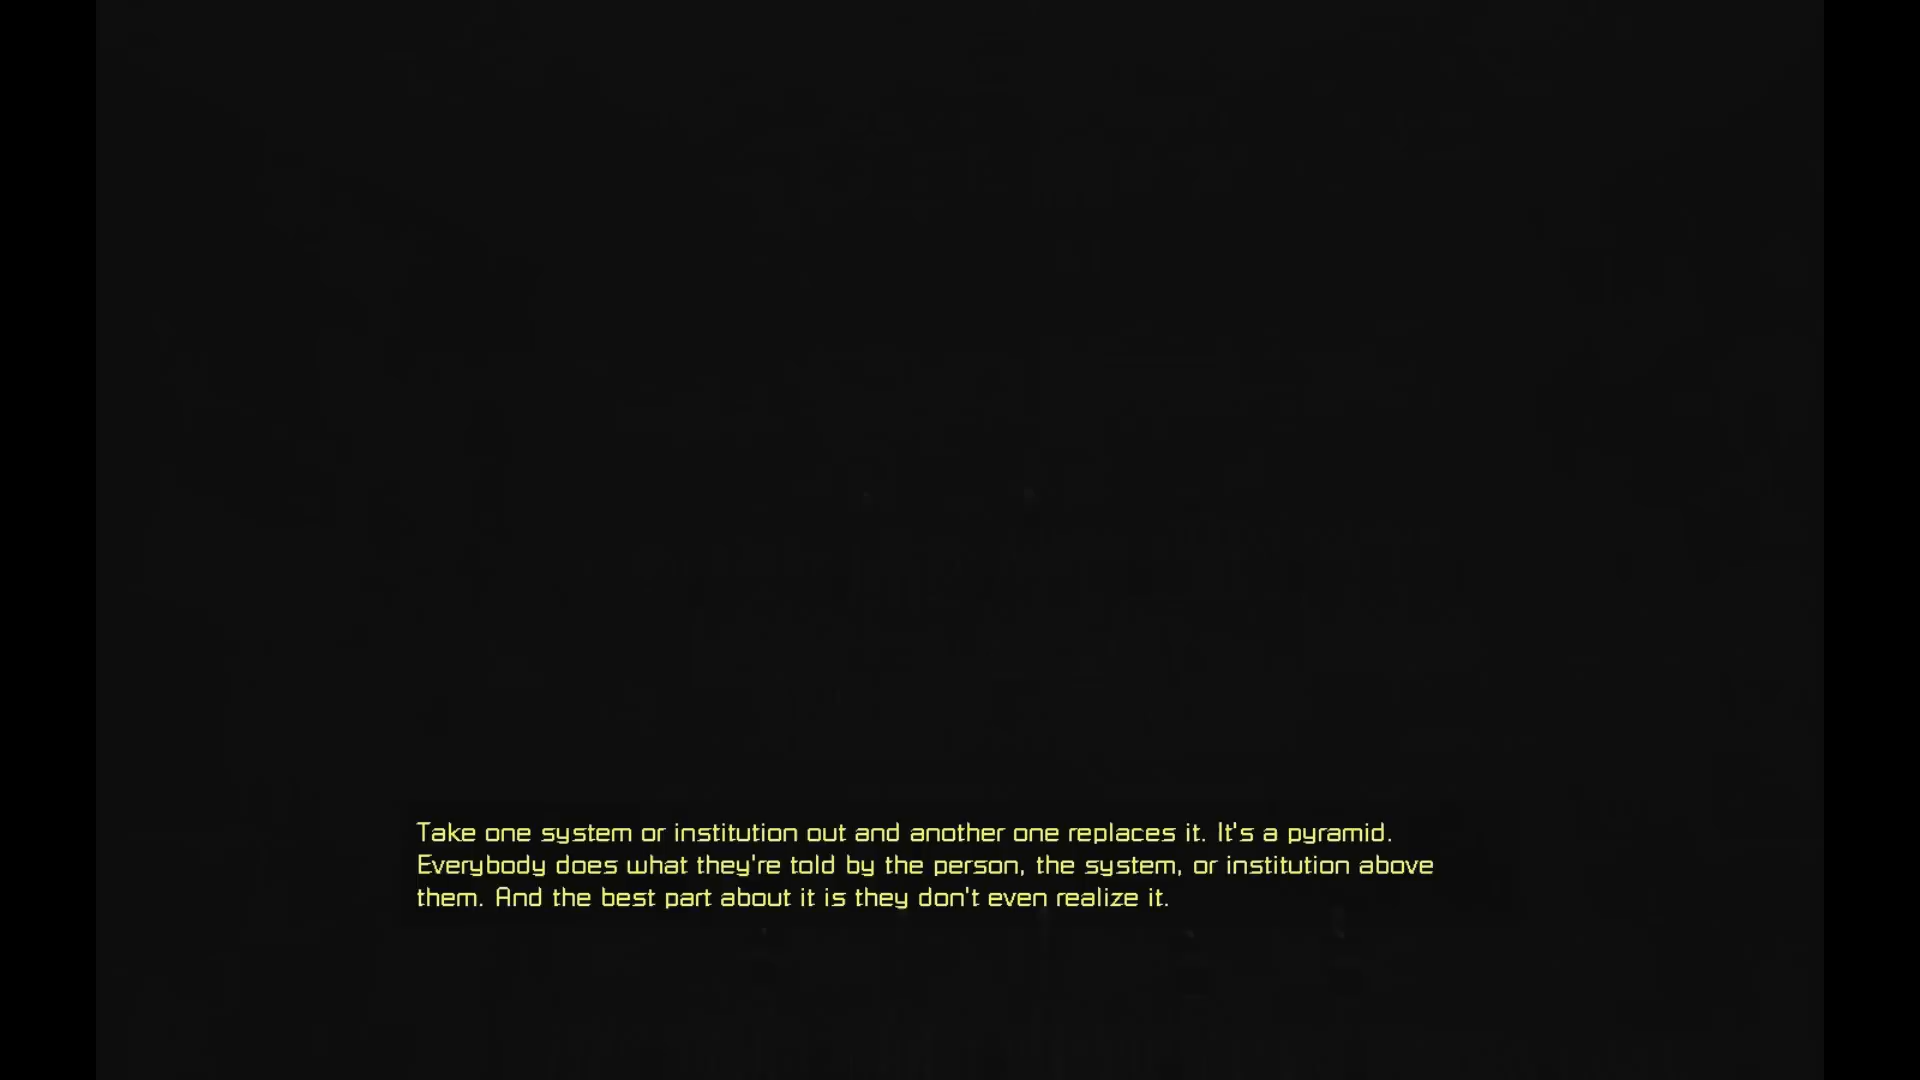 Take one system or institution out and another one replaces it. It's a pyramid.
Everybody does what they're told by the person, the system, or institution above
them. And the best part about it is they don't even realize it.